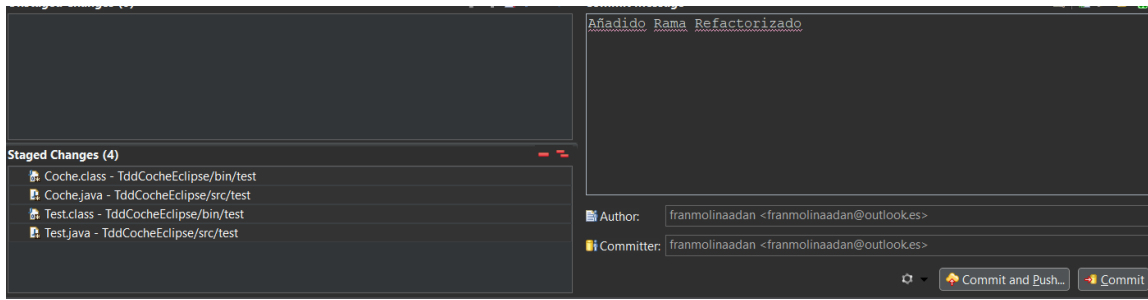 Añadido Rama Refactorizado
Staged Changes (4)
Coche.class - TddCocheEclipse/bin/test
Coche.java - TddCocheEclipse/src/test
Test.class - TddCocheEclipse/bin/test
Test.java - TddCocheEclipse/src/test
Author: franmolinaadan <franmolinaadan@outlook.es>
Committer: franmolinaadan <franmolinaadan@outlook.es>
Commit and Push... Commit